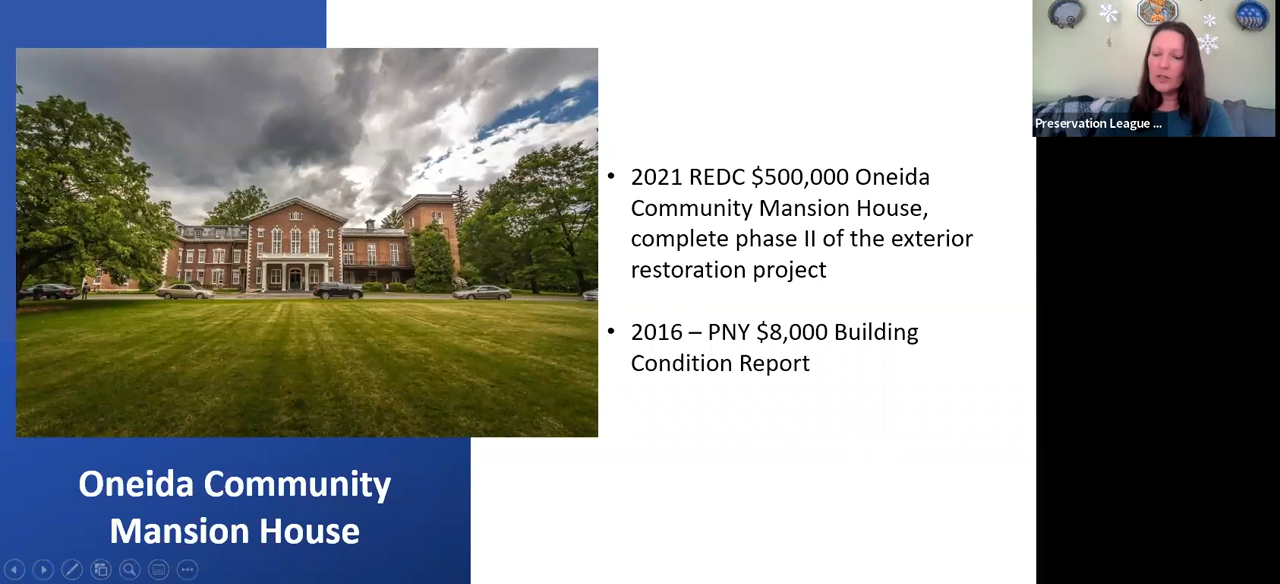 • 2021 REDC $500,000 Oneida
Community Mansion House,
complete phase II of the exterior
restoration project
• 2016 – PNY $8,000 Building
Condition Report
Oneida Community
Mansion House
Preservation League ...